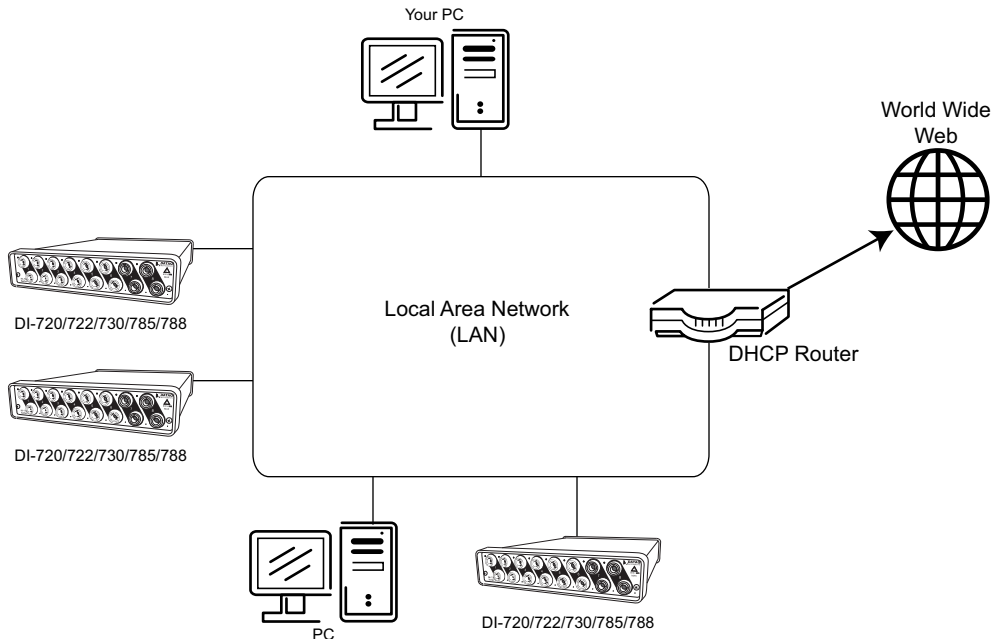 Your PC
World Wide
Web
DI-720/722/730/785/788
Local Area Network
(LAN)
DHCP Router
DI-720/722/730/785/788
PC
DI-720/722/730/785/788